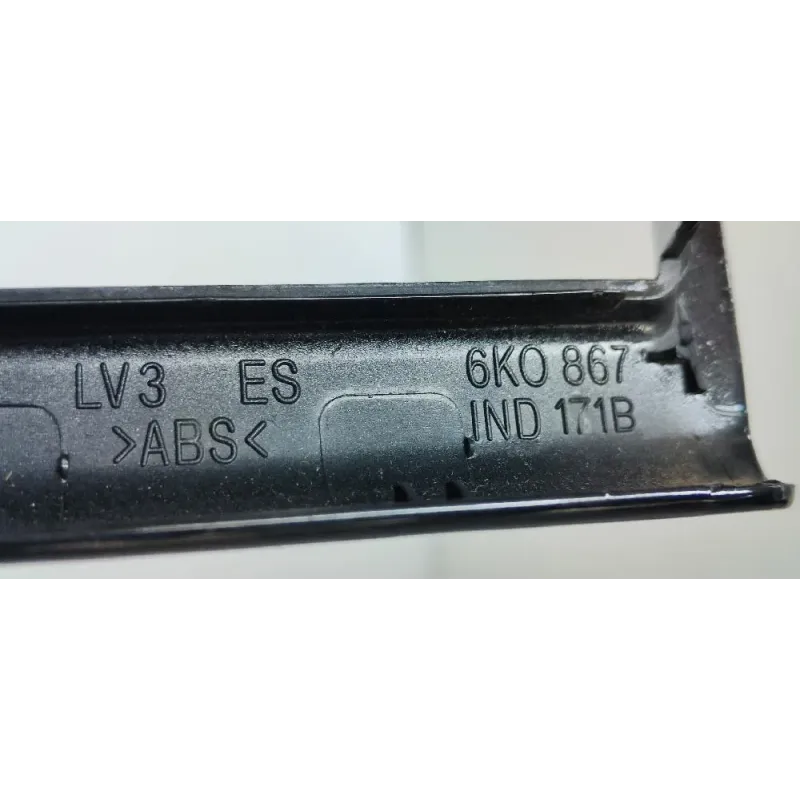 LV3 ES 6K0 867
>ABS< IND 171B